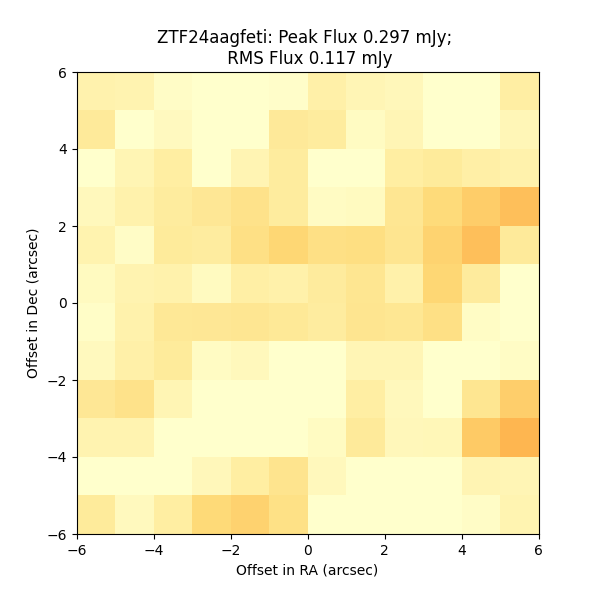 ZTF24aagfeti: Peak Flux 0.297 mJy;
RMS Flux 0.117 mJy
6
4
2
0
−2
−4
−6
Offset in Dec (arcsec)
−6 −4 −2 0 2 4 6
Offset in RA (arcsec)